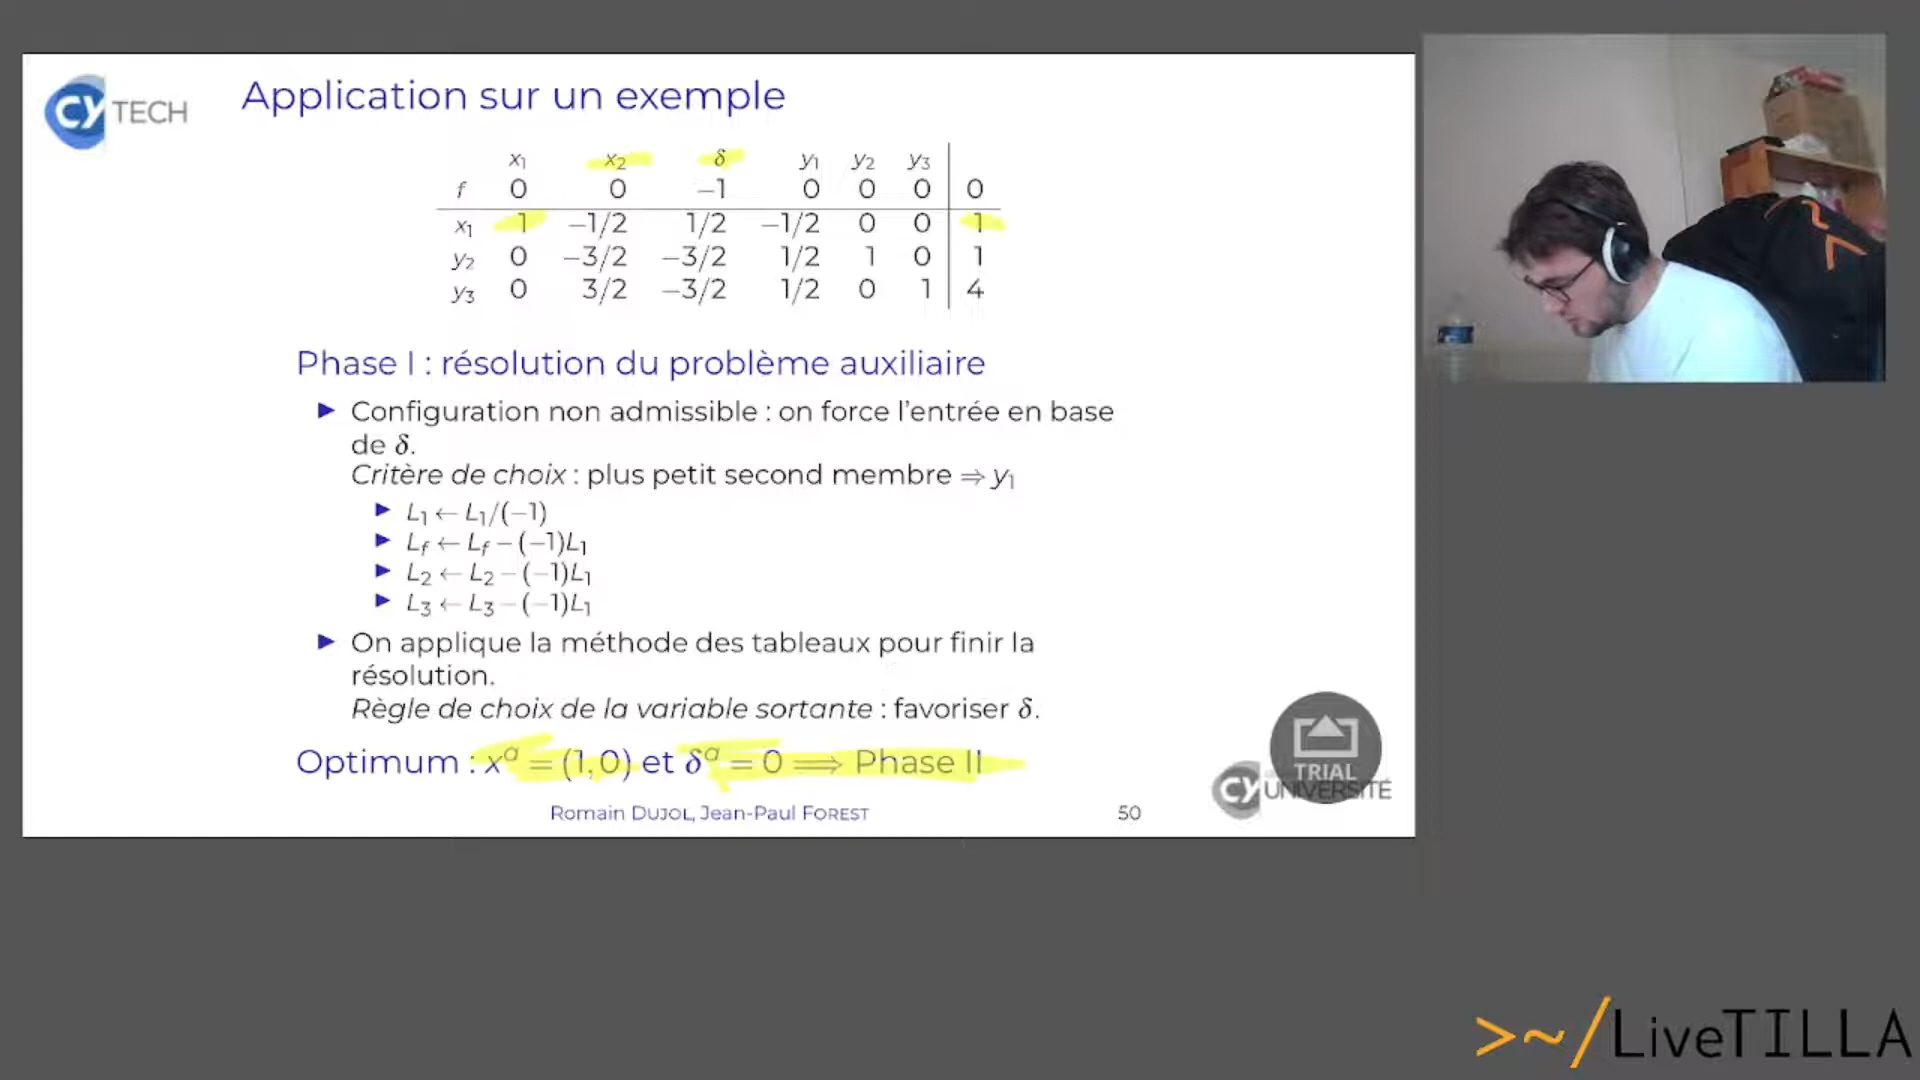 CY TECH
Application sur un exemple
x₁ x₂ δ y₁ y₂ y₃
f 0 0 −1 0 0 0 0
x₁ 1 −1/2 1/2 −1/2 0 0 1
y₂ 0 −3/2 −3/2 1/2 1 0 1
y₃ 0 3/2 −3/2 1/2 0 1 4
Phase I : résolution du problème auxiliaire
▶ Configuration non admissible : on force l'entrée en base
de δ.
Critère de choix : plus petit second membre ⇒ y₁
▶ L₁ ← L₁/(−1)
▶ L_f ← L_f − (−1)L₁
▶ L₂ ← L₂ − (−1)L₁
▶ L₃ ← L₃ − (−1)L₁
▶ On applique la méthode des tableaux pour finir la
résolution.
Règle de choix de la variable sortante : favoriser δ.
Optimum : xᵃ = (1, 0) et δᵃ = 0 ⟹ Phase II
TRIAL
CY UNIVERSITÉ
Romain DUJOL, Jean-Paul FOREST 50
>~/LiveTILLA